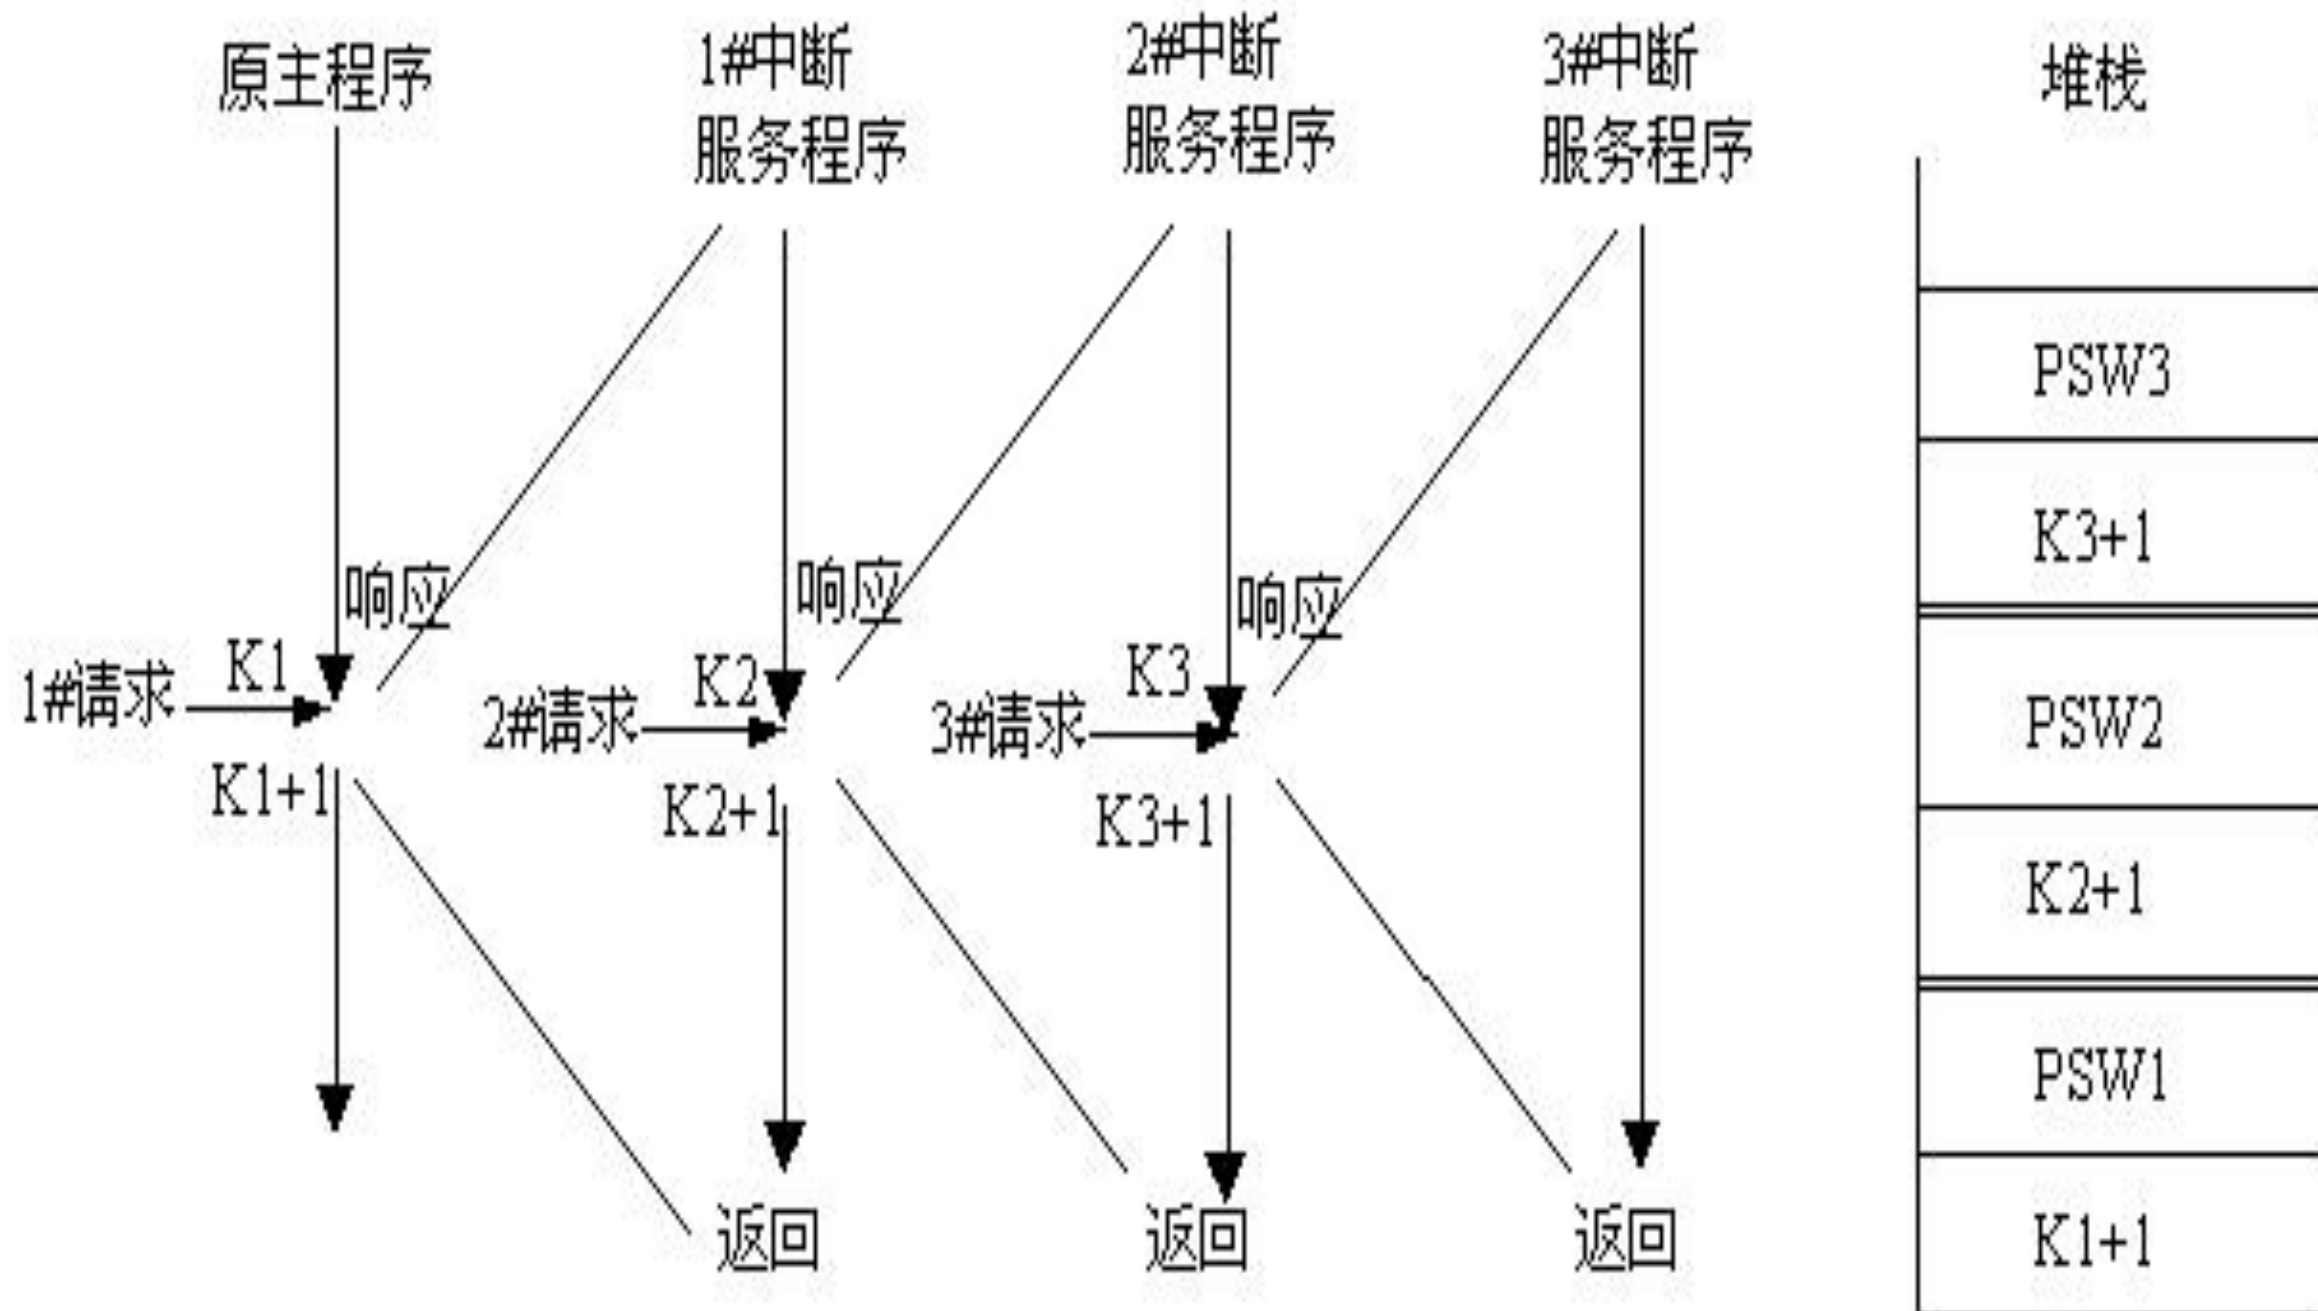 原主程序
1#中断
服务程序
2#中断
服务程序
3#中断
服务程序
堆栈
响应
响应
响应
1#请求
K1
2#请求
K2
3#请求
K3
K1+1
K2+1
K3+1
返回
返回
返回
PSW3
K3+1
PSW2
K2+1
PSW1
K1+1